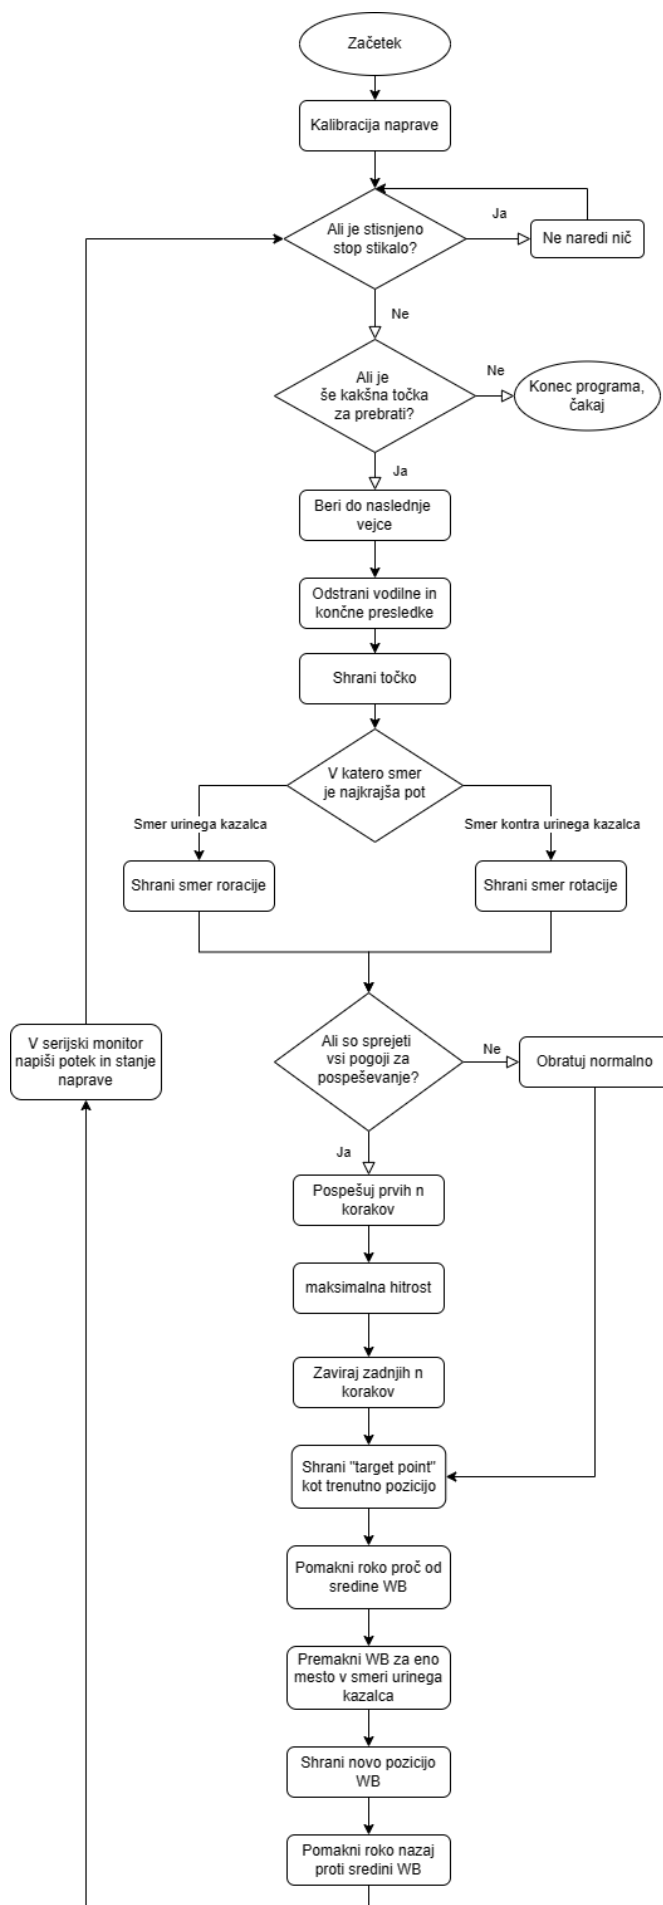 Začetek
Kalibracija naprave
Ali je stisnjeno
stop stikalo?
Ja
Ne naredi nič
Ne
Ali je
še kakšna točka
za prebrati?
Ne
Konec programa,
čakaj
Ja
Beri do naslednje
vejce
Odstrani vodilne in
končne presledke
Shrani točko
V katero smer
je najkrajša pot
Smer urinega kazalca
Smer kontra urinega kazalca
Shrani smer roracije
Shrani smer rotacije
V serijski monitor
napiši potek in stanje
naprave
Ali so sprejeti
vsi pogoji za
pospeševanje?
Ne
Obratuj normalno
Ja
Pospešuj prvih n
korakov
maksimalna hitrost
Zaviraj zadnjih n
korakov
Shrani "target point"
kot trenutno pozicijo
Pomakni roko proč od
sredine WB
Premakni WB za eno
mesto v smeri urinega
kazalca
Shrani novo pozicijo
WB
Pomakni roko nazaj
proti sredini WB